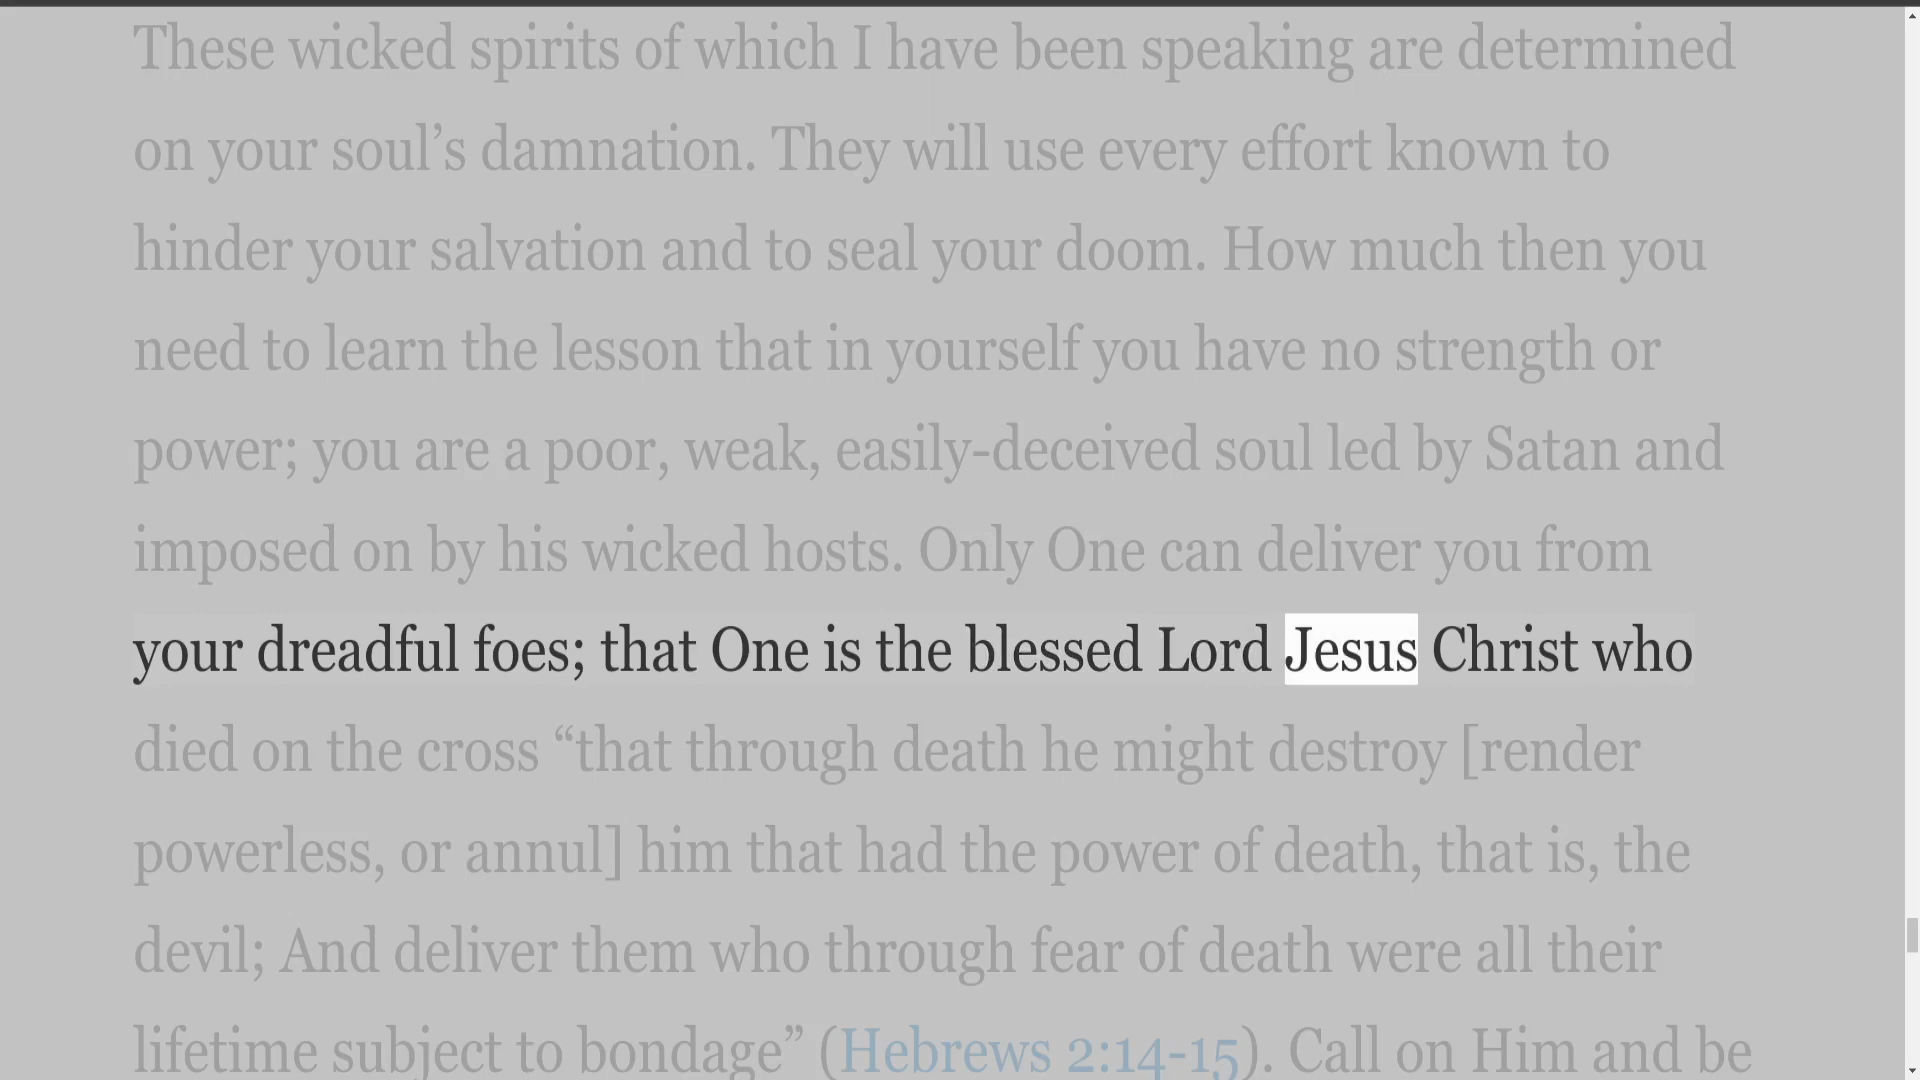 These wicked spirits of which I have been speaking are determined
on your soul’s damnation. They will use every effort known to
hinder your salvation and to seal your doom. How much then you
need to learn the lesson that in yourself you have no strength or
power; you are a poor, weak, easily-deceived soul led by Satan and
imposed on by his wicked hosts. Only One can deliver you from
your dreadful foes; that One is the blessed Lord Jesus Christ who
died on the cross “that through death he might destroy [render
powerless, or annul] him that had the power of death, that is, the
devil; And deliver them who through fear of death were all their
lifetime subject to bondage” (Hebrews 2:14-15). Call on Him and be